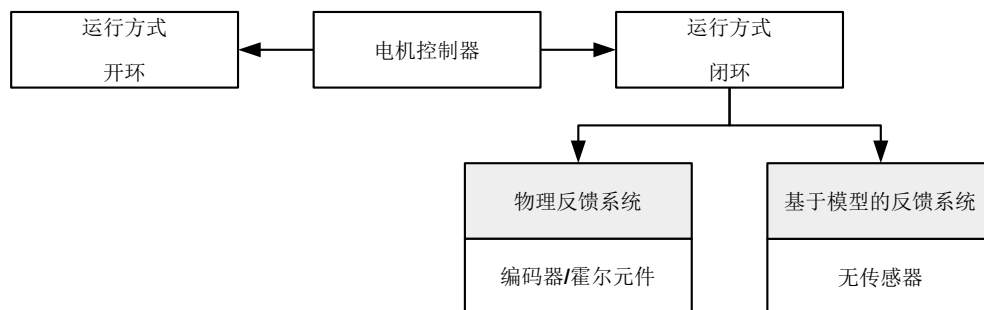 运行方式
开环
电机控制器
运行方式
闭环
物理反馈系统
基于模型的反馈系统
编码器/霍尔元件
无传感器